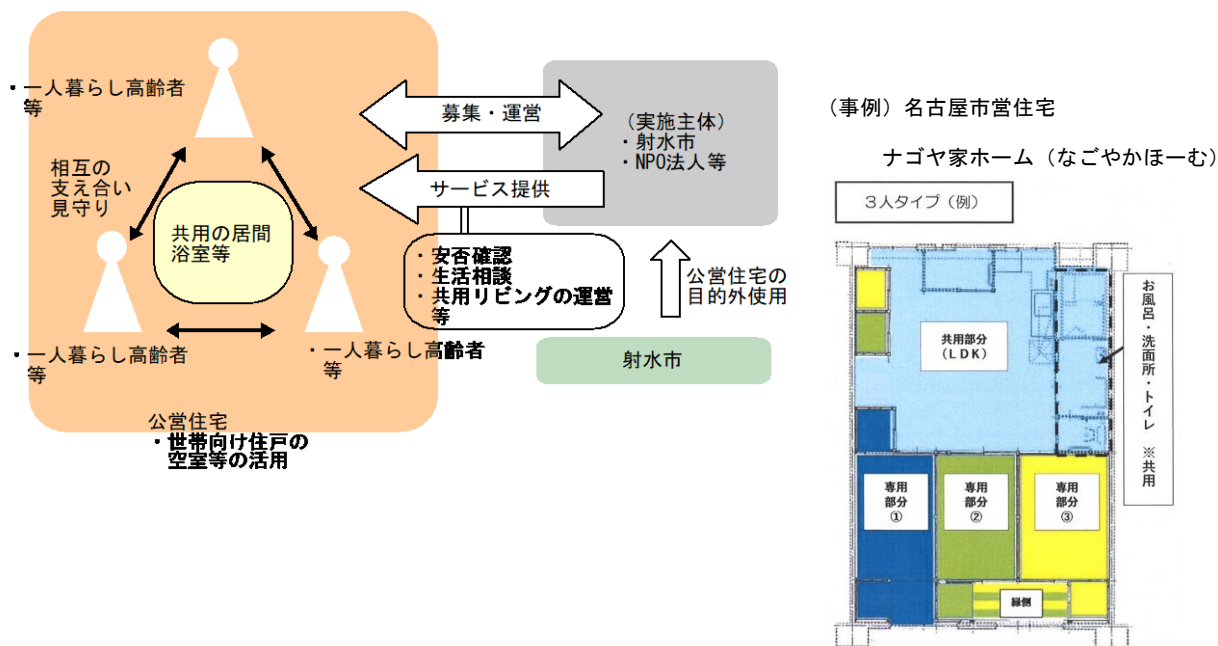 ・一人暮らし高齢者
等
相互の
支え合い
見守り
共用の居間
浴室等
・一人暮らし高齢者
等
・一人暮らし高齢者
等
公営住宅
・世帯向け住戸の
空室等の活用
募集・運営
サービス提供
・安否確認
・生活相談
・共用リビングの運営
等
（実施主体）
・射水市
・NPO法人等
公営住宅の
目的外使用
射水市
（事例）名古屋市営住宅
ナゴヤ家ホーム（なごやかほーむ）
３人タイプ（例）
共用部分
（ＬＤＫ）
お風呂・洗面所・トイレ　※共用
専用
部分
①
専用
部分
②
専用
部分
③
縁側